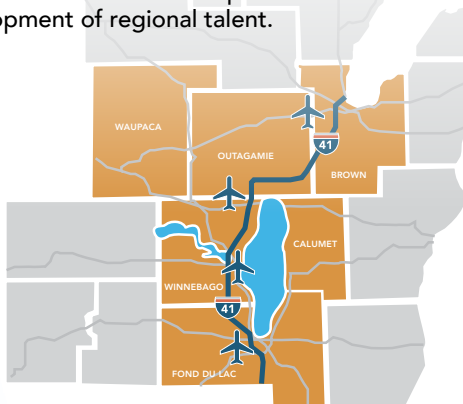 opment of regional talent.
WAUPACA
OUTAGAMIE
41
BROWN
CALUMET
WINNEBAGO
41
FOND DU LAC